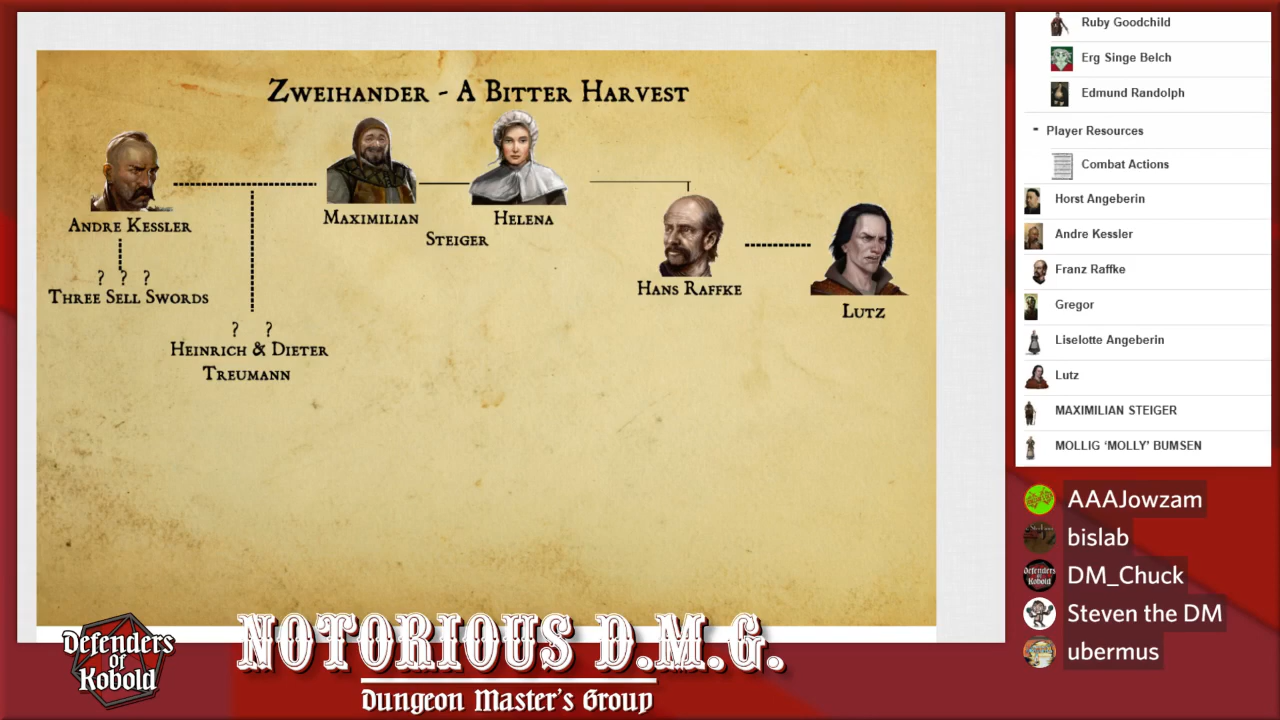 Zweihander - A Bitter Harvest
Andre Kessler
Maximilian
Helena
Steiger
Hans Raffke
Lutz
? ? ?
Three Sell Swords
? ?
Heinrich & Dieter
Treumann
Ruby Goodchild
Erg Singe Belch
Edmund Randolph
Player Resources
Combat Actions
Horst Angeberin
Andre Kessler
Franz Raffke
Gregor
Liselotte Angeberin
Lutz
MAXIMILIAN STEIGER
MOLLIG ‘MOLLY’ BUMSEN
AAAJowzam
bislab
DM_Chuck
Steven the DM
ubermus
Defenders
of
Kobold
NOTORIOUS D.M.G.
Dungeon Master's Group